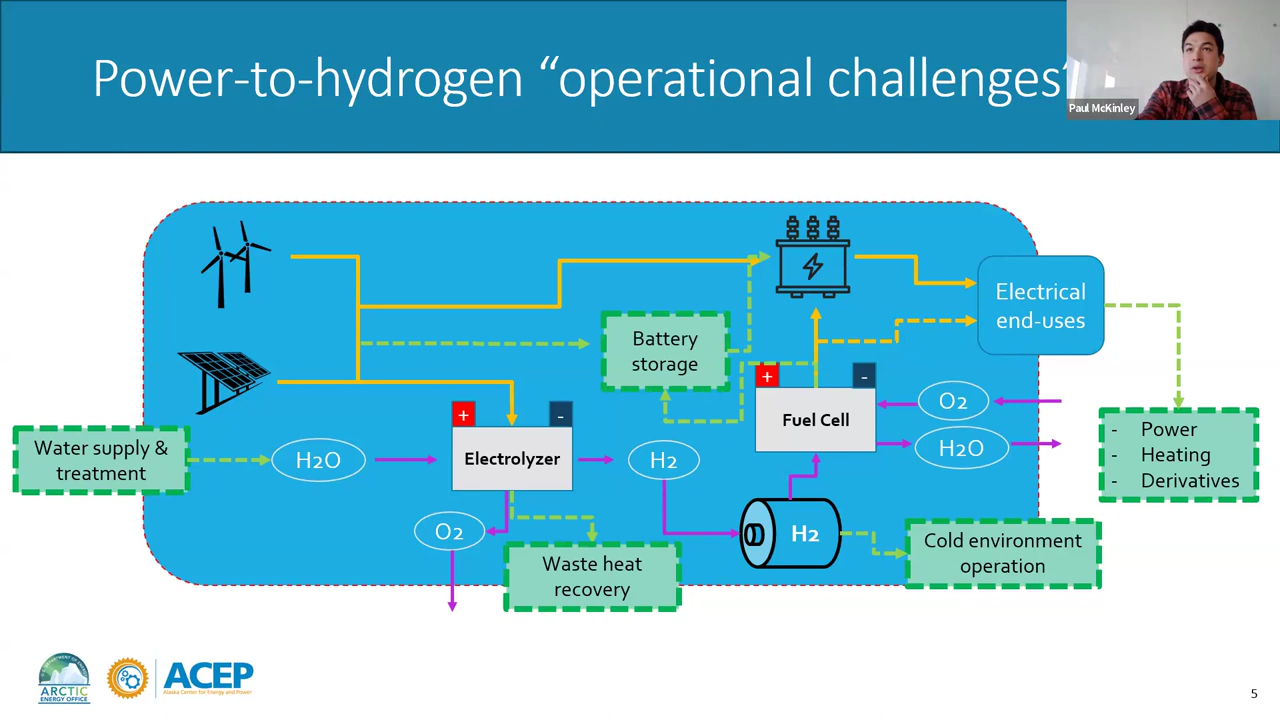 Power-to-hydrogen “operational challenges”
Paul McKinley
Battery
storage
Electrical
end-uses
+
-
Fuel Cell
+
-
Electrolyzer
O2
H2O
- Power
- Heating
- Derivatives
Water supply &
treatment
H2O
H2
O2
H2
Waste heat
recovery
Cold environment
operation
ARCTIC
ENERGY OFFICE
ACEP
Alaska Center for Energy and Power
5